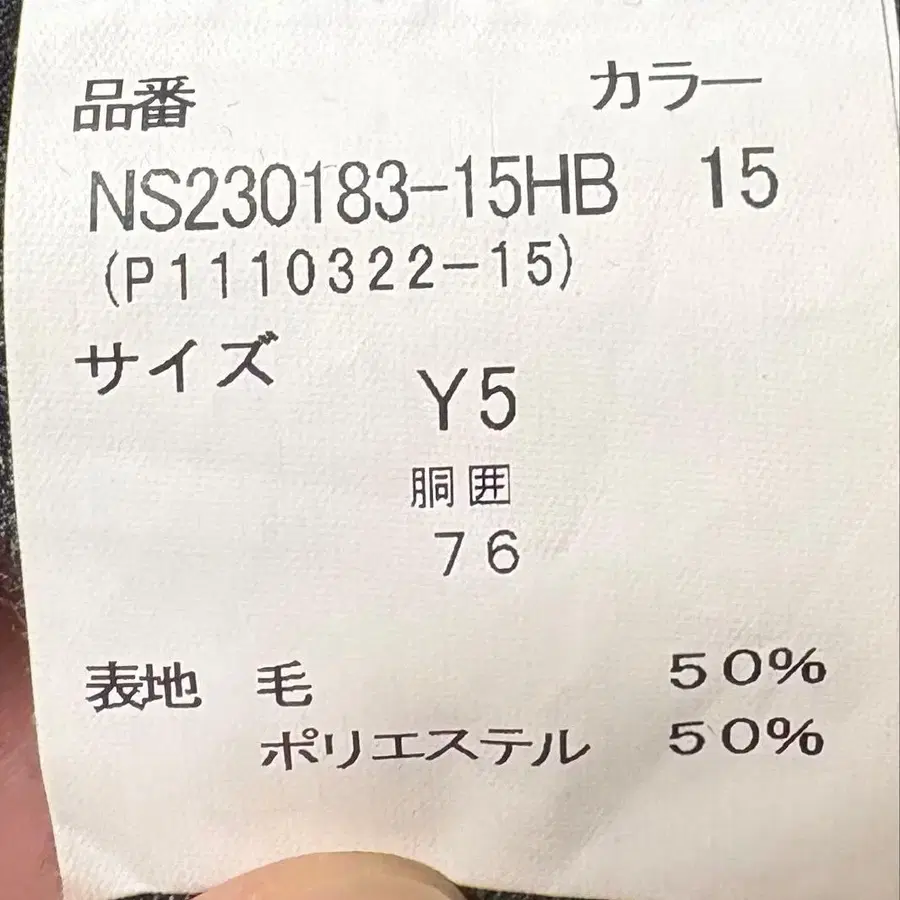 品番 カラー
NS230183-15HB 15
(P1110322-15)
サイズ
Y5
胴囲
76
表地 毛 50%
ポリエステル 50%